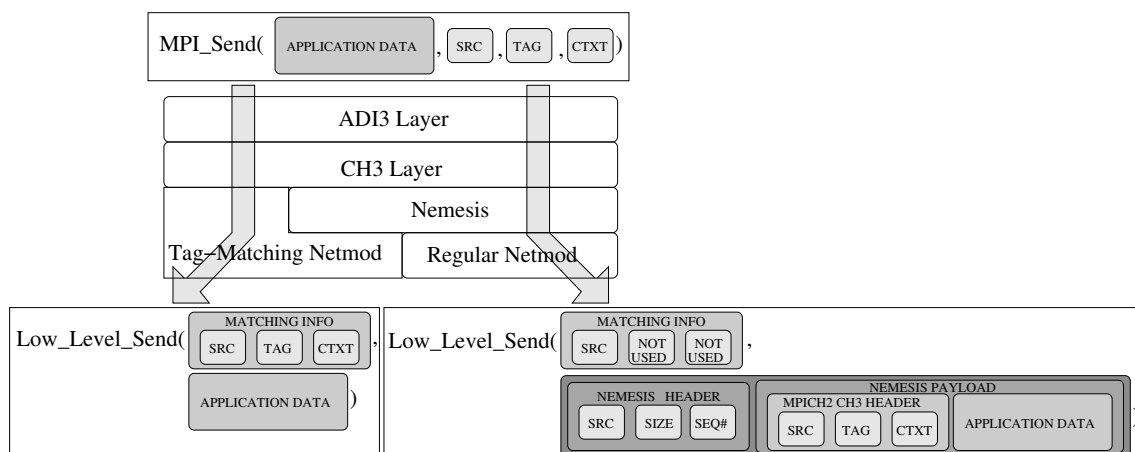 MPI_Send( APPLICATION DATA , SRC , TAG , CTXT )
ADI3 Layer
CH3 Layer
Nemesis
Tag−Matching Netmod
Regular Netmod
Low_Level_Send( MATCHING INFO
SRC TAG CTXT ,
APPLICATION DATA )
Low_Level_Send( MATCHING INFO
SRC NOT USED NOT USED ,
NEMESIS HEADER
SRC SIZE SEQ#
NEMESIS PAYLOAD
MPICH2 CH3 HEADER
SRC TAG CTXT
APPLICATION DATA )